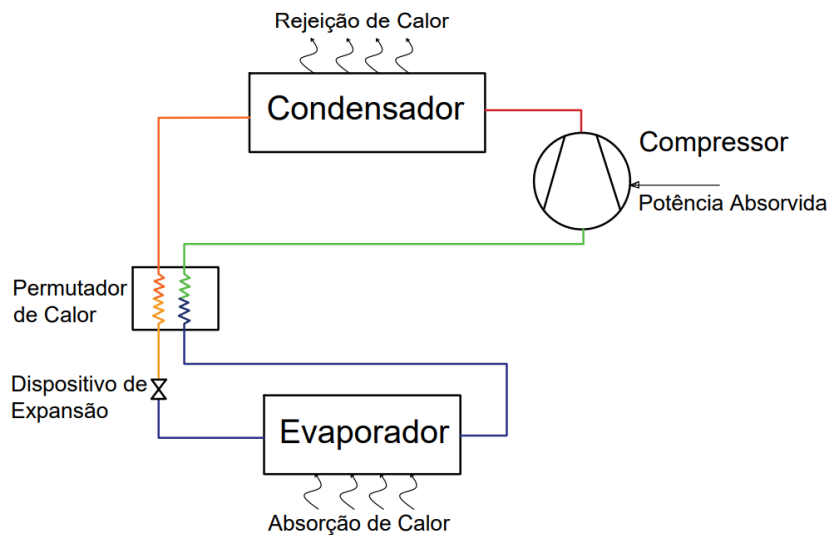 Rejeição de Calor
Condensador
Compressor
Potência Absorvida
Permutador
de Calor
Dispositivo de
Expansão
Evaporador
Absorção de Calor